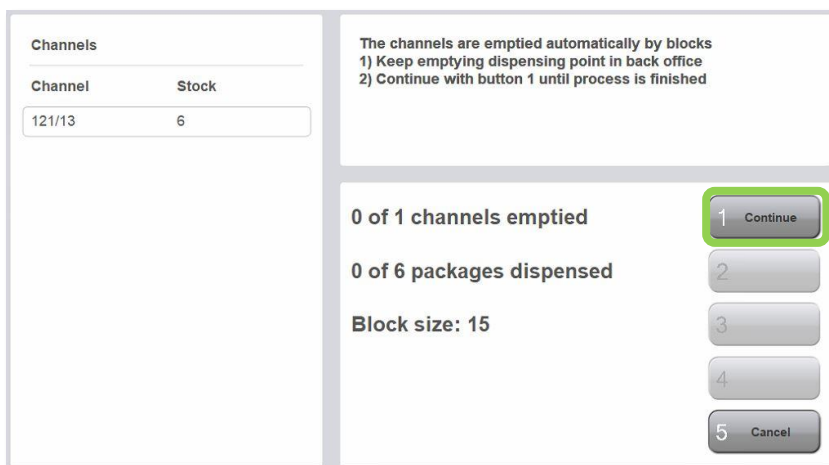 Channels
Channel Stock
121/13 6
The channels are emptied automatically by blocks
1) Keep emptying dispensing point in back office
2) Continue with button 1 until process is finished
0 of 1 channels emptied
0 of 6 packages dispensed
Block size: 15
1 Continue
2
3
4
5 Cancel